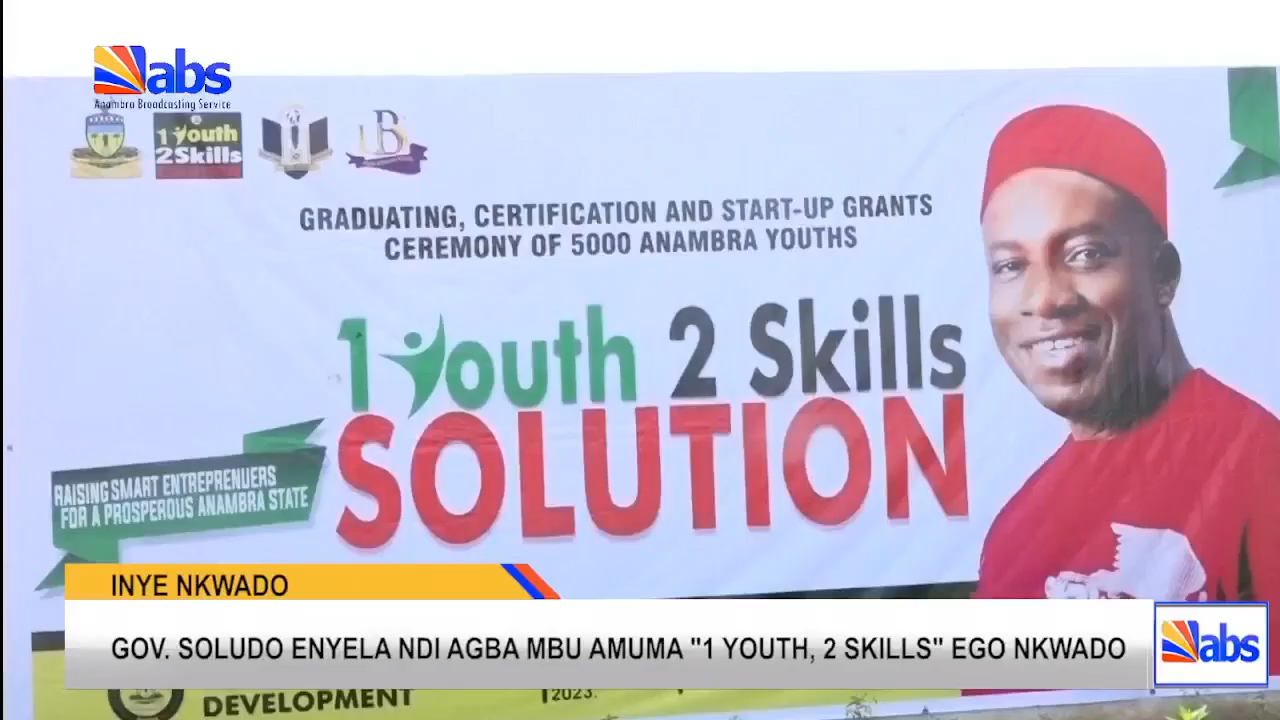 abs
Anambra Broadcasting Service
1 Youth
2 Skills
B
GRADUATING, CERTIFICATION AND START-UP GRANTS
CEREMONY OF 5000 ANAMBRA YOUTHS
1 Youth 2 Skills
SOLUTION
RAISING SMART ENTREPRENUERS
FOR A PROSPEROUS ANAMBRA STATE
INYE NKWADO
GOV. SOLUDO ENYELA NDI AGBA MBU AMUMA "1 YOUTH, 2 SKILLS" EGO NKWADO
abs
DEVELOPMENT
2023.